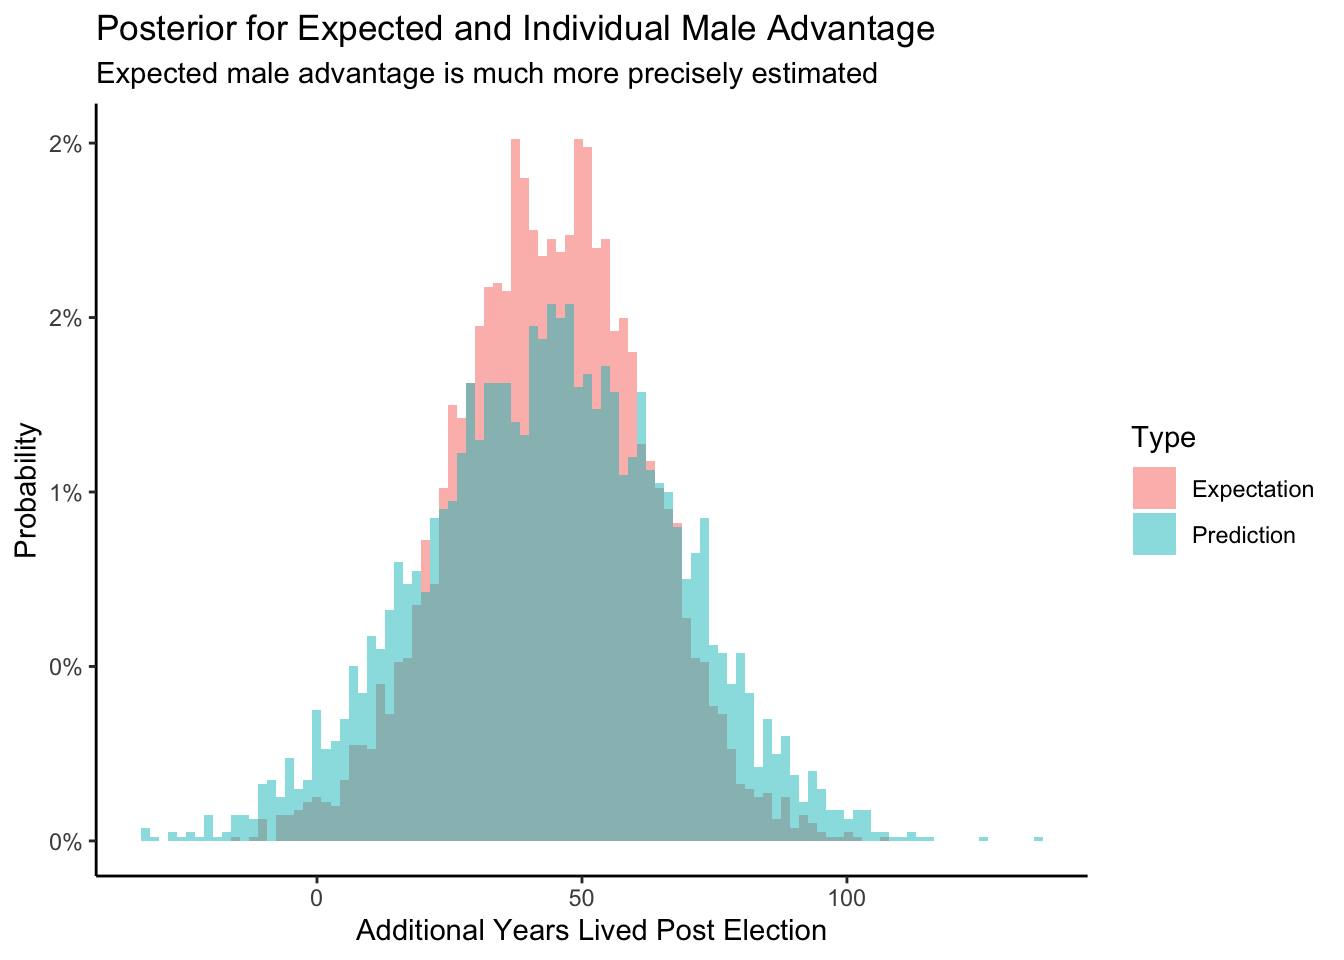 Posterior for Expected and Individual Male Advantage
Expected male advantage is much more precisely estimated
2%
2%
1%
0%
0%
Probability
0
50
100
Additional Years Lived Post Election
Type
Expectation
Prediction